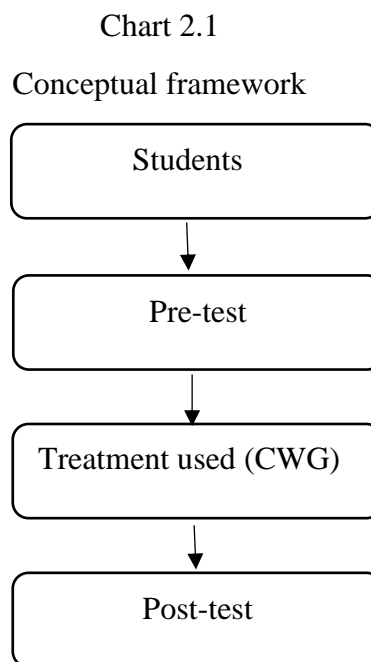 Chart 2.1
Conceptual framework
Students
Pre-test
Treatment used (CWG)
Post-test